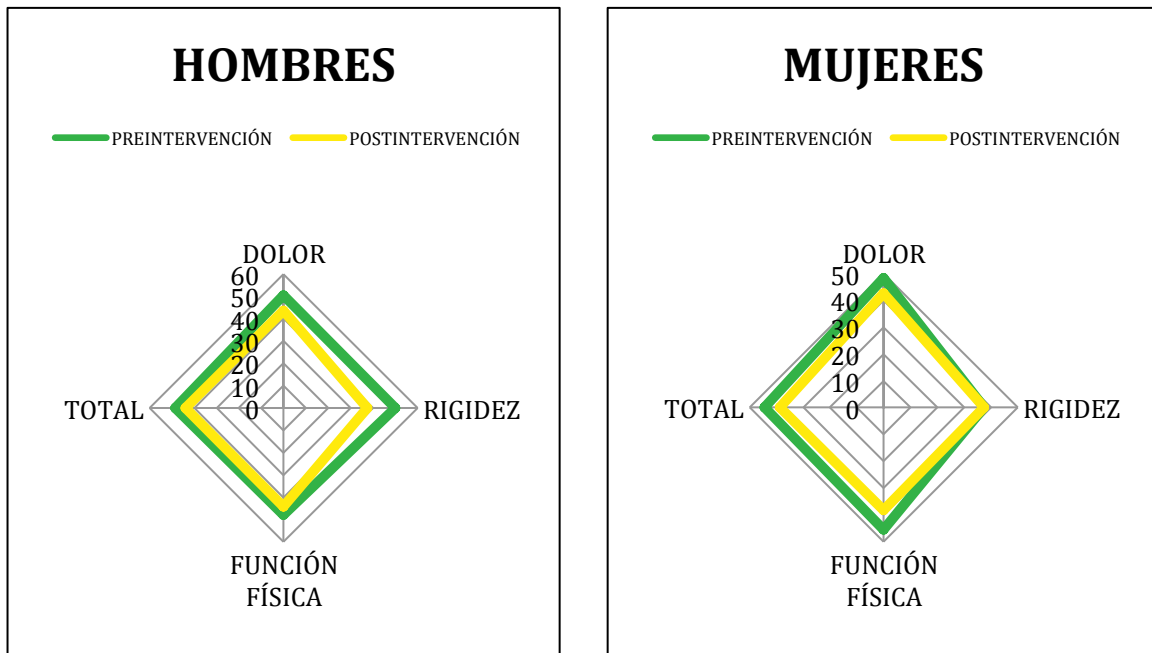 HOMBRES
PREINTERVENCIÓN POSTINTERVENCIÓN
DOLOR
60
50
40
30
20
10
0
TOTAL
RIGIDEZ
FUNCIÓN
FÍSICA
MUJERES
PREINTERVENCIÓN POSTINTERVENCIÓN
DOLOR
50
40
30
20
10
0
TOTAL
RIGIDEZ
FUNCIÓN
FÍSICA